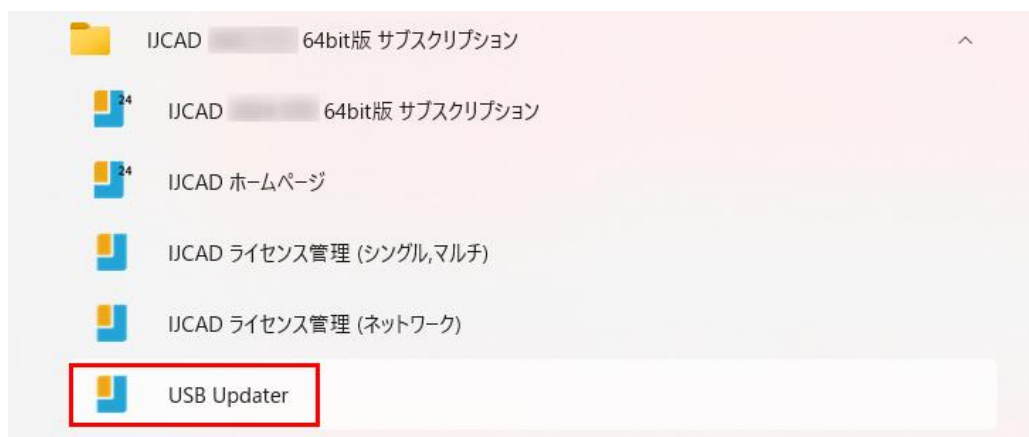 IJCAD 64bit版 サブスクリプション
24
IJCAD 64bit版 サブスクリプション
24
IJCAD ホームページ
IJCAD ライセンス管理 (シングル,マルチ)
IJCAD ライセンス管理 (ネットワーク)
USB Updater